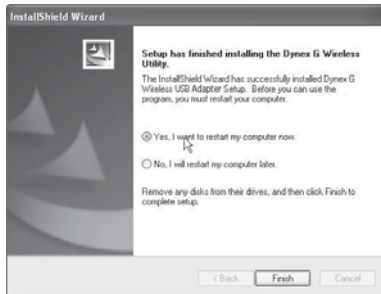 InstallShield Wizard
Setup has finished installing the Dynex G Wireless
Utility.
The InstallShield Wizard has successfully installed Dynex G
Wireless USB Adapter Setup. Before you can use the
program, you must restart your computer.
Yes, I want to restart my computer now.
No, I will restart my computer later.
Remove any disks from their drives, and then click Finish to
complete setup.
< Back
Finish
Cancel